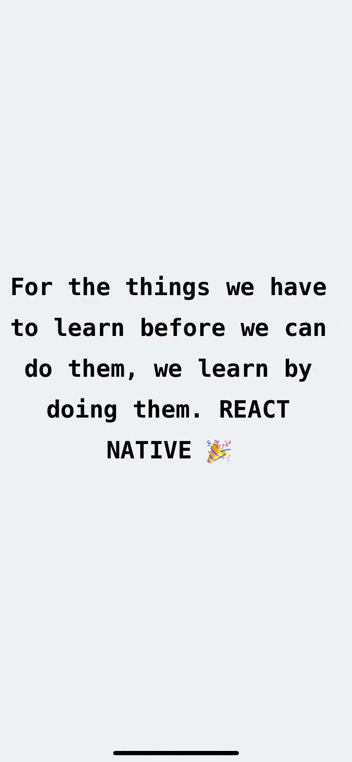 For the things we have
to learn before we can
do them, we learn by
doing them. REACT
NATIVE 🎉